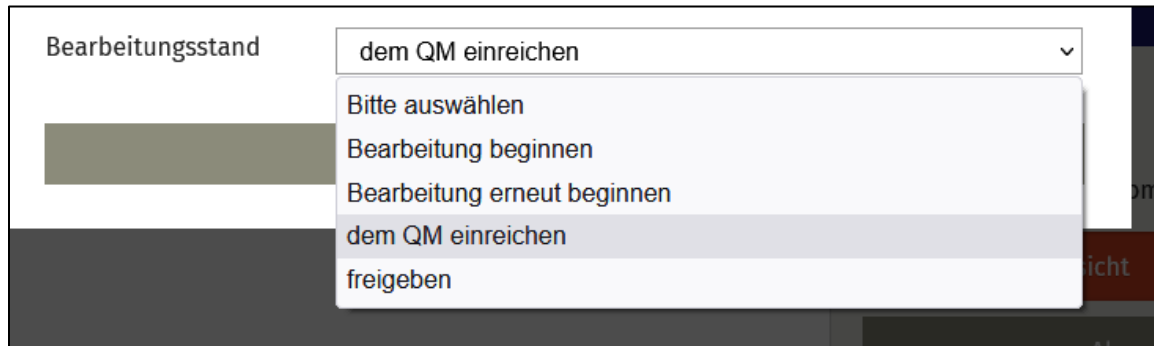 Bearbeitungsstand
dem QM einreichen
Bitte auswählen
Bearbeitung beginnen
Bearbeitung erneut beginnen
dem QM einreichen
freigeben